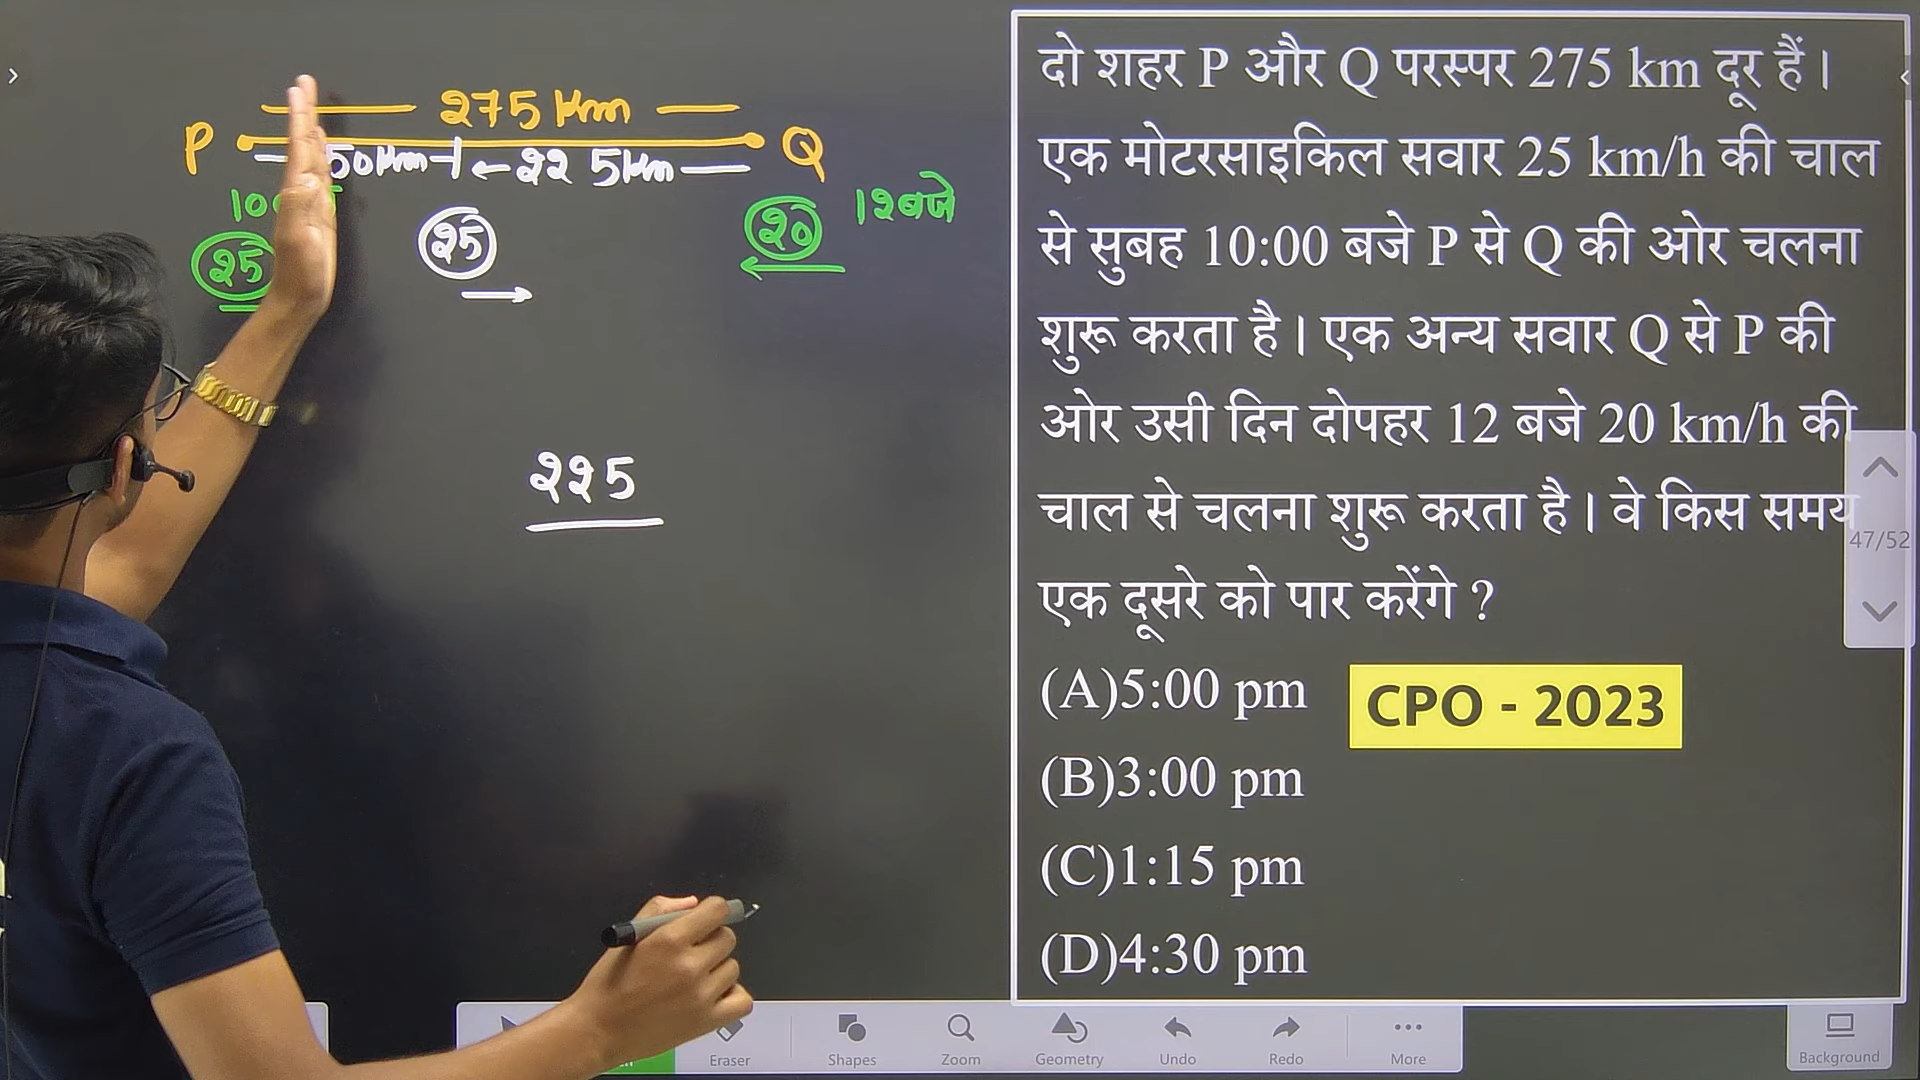 275 Km
P
Q
50Km
225Km
10
12बजे
25
25
20
225
दो शहर P और Q परस्पर 275 km दूर हैं।
एक मोटरसाइकिल सवार 25 km/h की चाल
से सुबह 10:00 बजे P से Q की ओर चलना
शुरू करता है। एक अन्य सवार Q से P की
ओर उसी दिन दोपहर 12 बजे 20 km/h की
चाल से चलना शुरू करता है। वे किस समय
एक दूसरे को पार करेंगे ?
(A)5:00 pm
CPO - 2023
(B)3:00 pm
(C)1:15 pm
(D)4:30 pm
47/52
Eraser
Shapes
Zoom
Geometry
Undo
Redo
More
Background